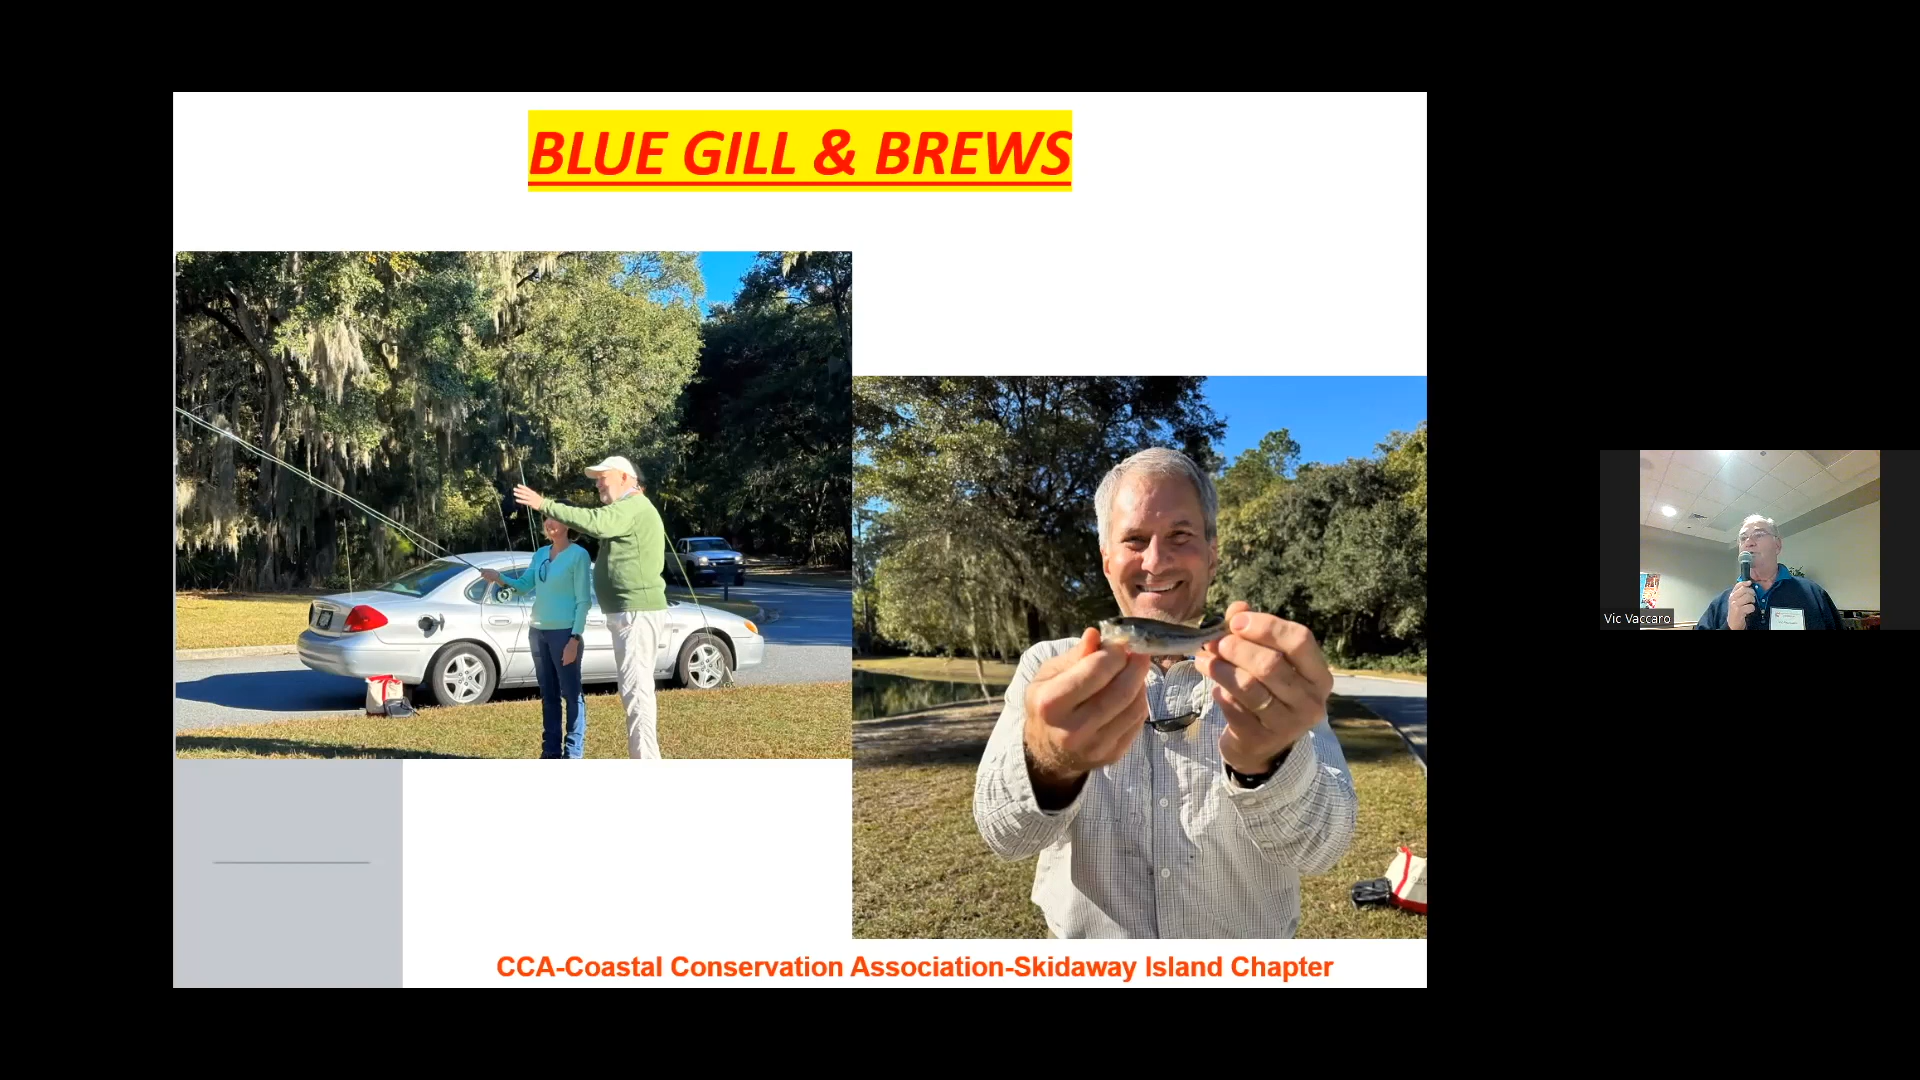 BLUE GILL & BREWS
CCA-Coastal Conservation Association-Skidaway Island Chapter
Vic Vaccaro